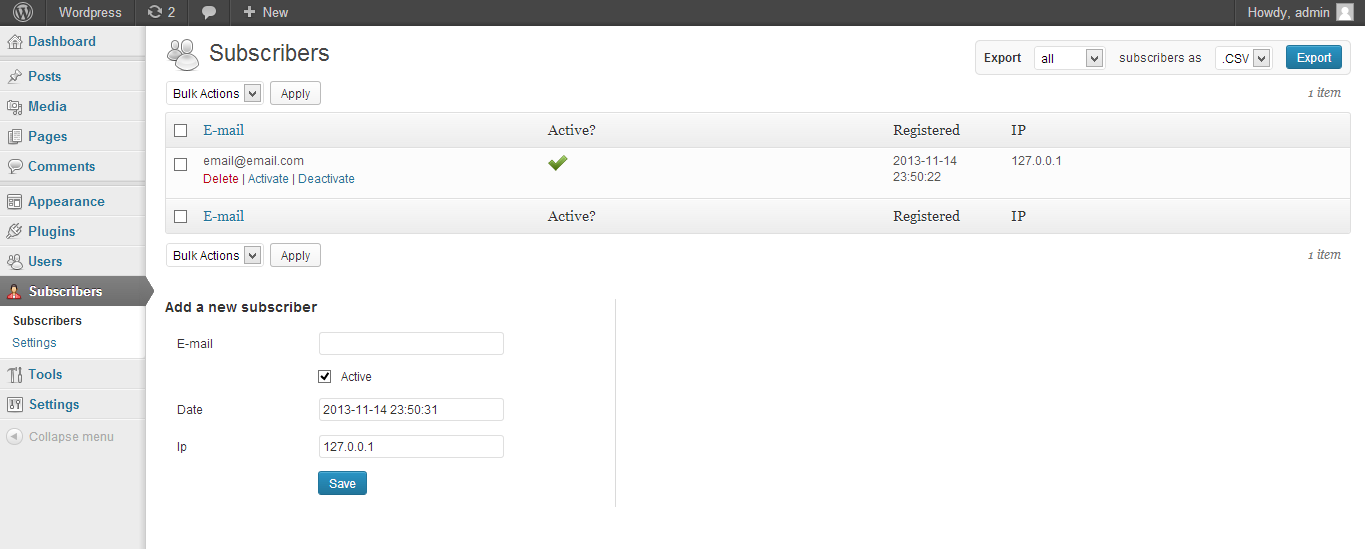 Wordpress 2 New Howdy, admin
Dashboard
Posts
Media
Pages
Comments
Appearance
Plugins
Users
Subscribers
Subscribers
Settings
Tools
Settings
Collapse menu
Subscribers
Export all subscribers as .CSV Export
Bulk Actions Apply 1 item
E-mail Active? Registered IP
email@email.com 2013-11-14 127.0.0.1
Delete | Activate | Deactivate 23:50:22
E-mail Active? Registered IP
Bulk Actions Apply 1 item
Add a new subscriber
E-mail
Active
Date 2013-11-14 23:50:31
Ip 127.0.0.1
Save